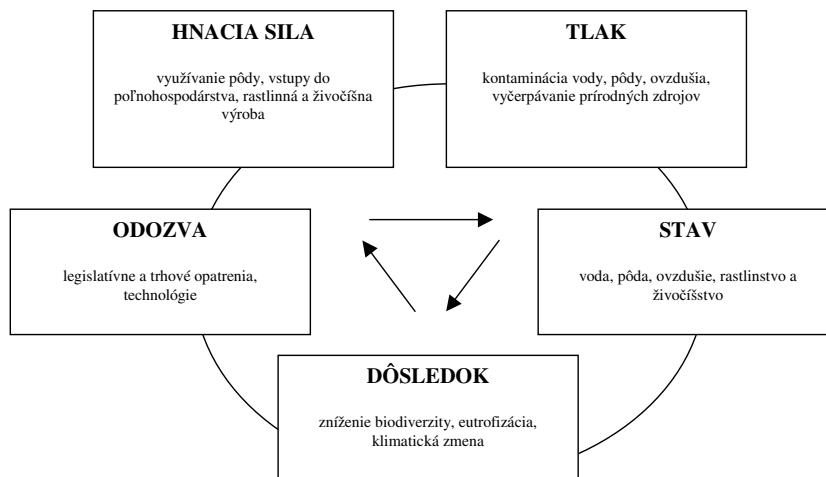 HNACIA SILA
využívanie pôdy, vstupy do
poľnohospodárstva, rastlinná a živočíšna
výroba
TLAK
kontaminácia vody, pôdy, ovzdušia,
vyčerpávanie prírodných zdrojov
ODOZVA
legislatívne a trhové opatrenia,
technológie
STAV
voda, pôda, ovzdušie, rastlinstvo a
živočíšstvo
DÔSLEDOK
zníženie biodiverzity, eutrofizácia,
klimatická zmena